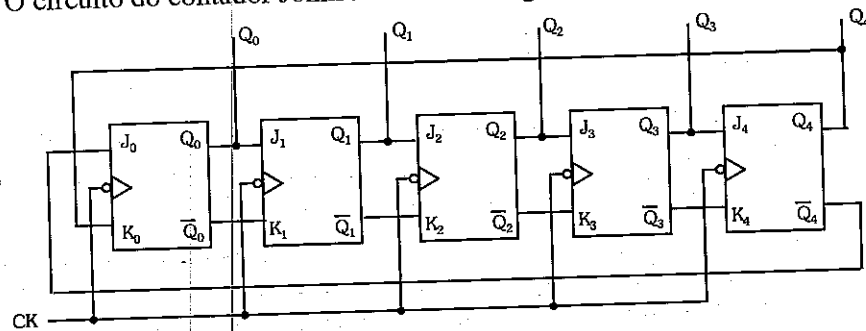 O circuito do contador
Q₀ Q₁ Q₂ Q₃
J₀ Q₀ J₁ Q₁ J₂ Q₂ J₃ Q₃ J₄ Q₄
K₀ Q̅₀ K₁ Q̅₁ K₂ Q̅₂ K₃ Q̅₃ K₄ Q̅₄
CK